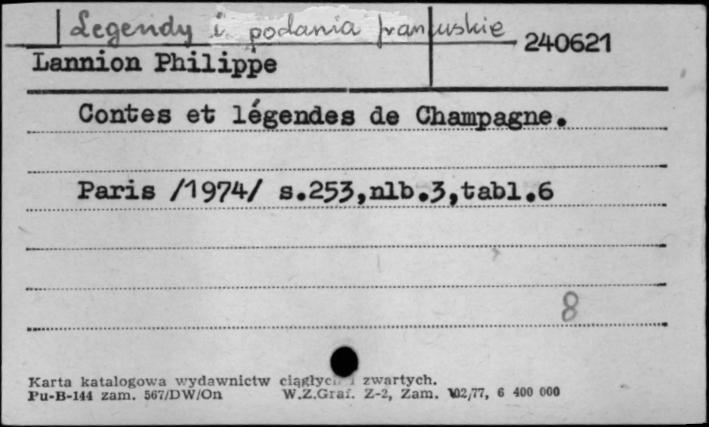 Legendy i podania francuskie
240621
Lannion Philippe
Contes et légendes de Champagne.
Paris /1974/ s.253,nlb.3,tabl.6
8
Karta katalogowa wydawnictw ciągłych i zwartych.
Pu-B-144 zam. 567/DW/On W.Z.Graf. Z-2, Zam. 102/77, 6 400 000